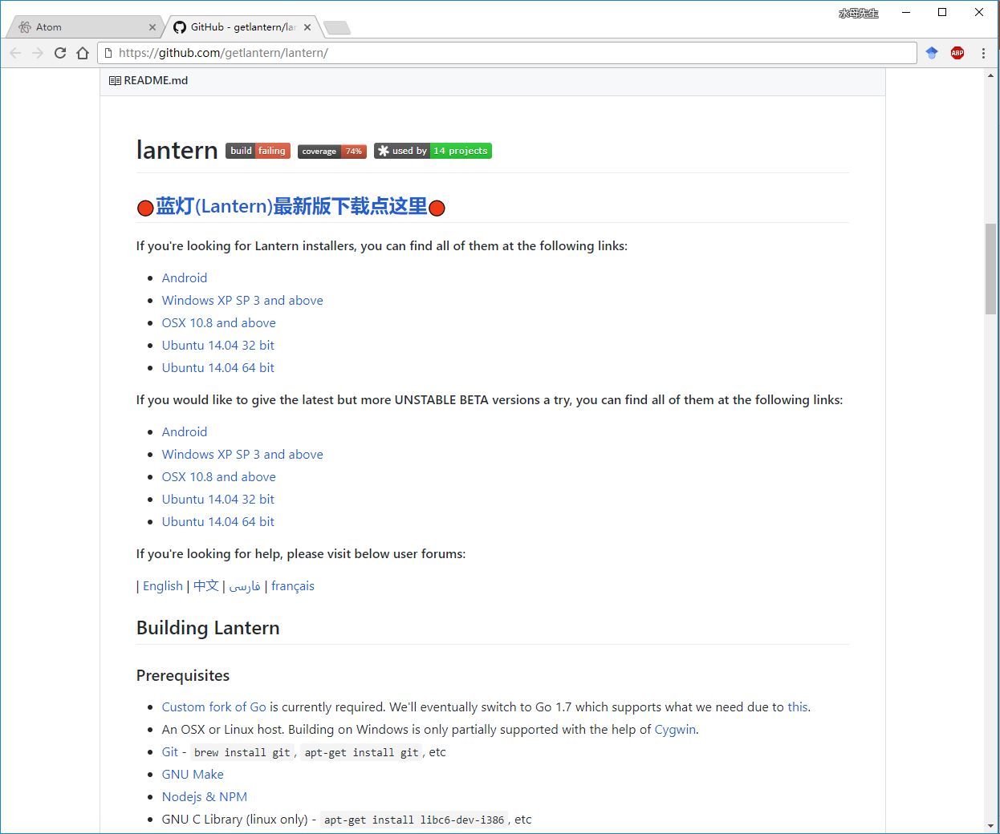 水母先生
Atom
GitHub - getlantern/la
https://github.com/getlantern/lantern/
ABP
README.md
lantern build failing coverage 74% used by 14 projects
蓝灯(Lantern)最新版下载点这里
If you're looking for Lantern installers, you can find all of them at the following links:
Android
Windows XP SP 3 and above
OSX 10.8 and above
Ubuntu 14.04 32 bit
Ubuntu 14.04 64 bit
If you would like to give the latest but more UNSTABLE BETA versions a try, you can find all of them at the following links:
Android
Windows XP SP 3 and above
OSX 10.8 and above
Ubuntu 14.04 32 bit
Ubuntu 14.04 64 bit
If you're looking for help, please visit below user forums:
| English | 中文 | فارسی | français
Building Lantern
Prerequisites
Custom fork of Go is currently required. We'll eventually switch to Go 1.7 which supports what we need due to this.
An OSX or Linux host. Building on Windows is only partially supported with the help of Cygwin.
Git - brew install git, apt-get install git, etc
GNU Make
Nodejs & NPM
GNU C Library (linux only) - apt-get install libc6-dev-i386, etc